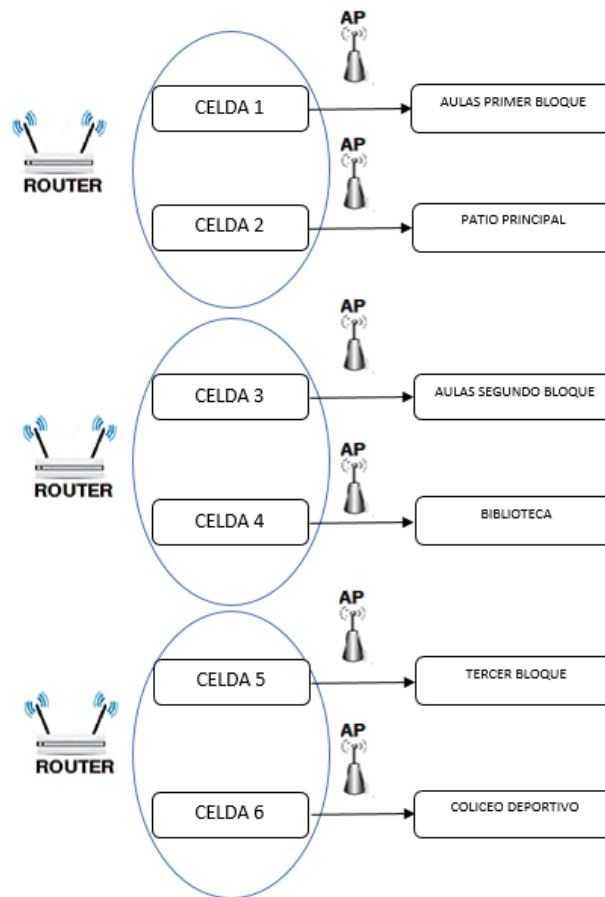 AP
CELDA 1
AULAS PRIMER BLOQUE
ROUTER
AP
CELDA 2
PATIO PRINCIPAL
AP
CELDA 3
AULAS SEGUNDO BLOQUE
ROUTER
AP
CELDA 4
BIBLIOTECA
AP
CELDA 5
TERCER BLOQUE
ROUTER
AP
CELDA 6
COLICEO DEPORTIVO